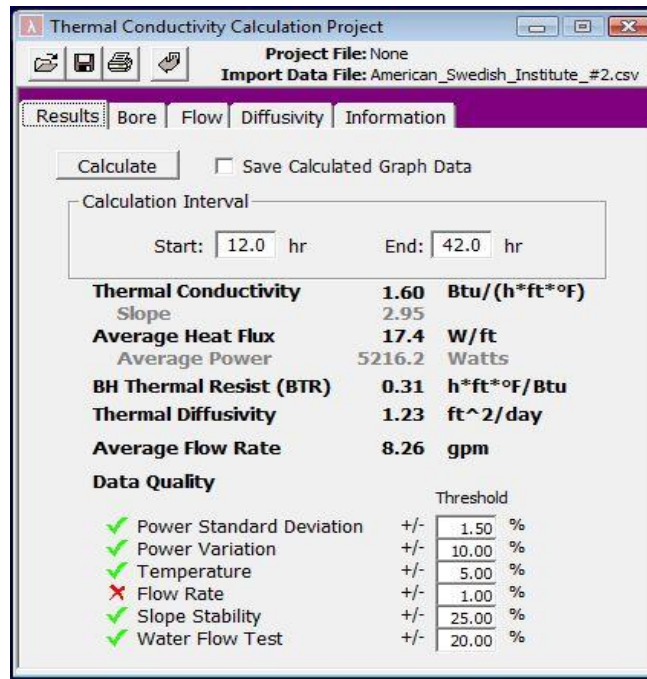 λ Thermal Conductivity Calculation Project
Project File: None
Import Data File: American_Swedish_Institute_#2.csv
Results Bore Flow Diffusivity Information
Calculate Save Calculated Graph Data
Calculation Interval
Start: 12.0 hr End: 42.0 hr
Thermal Conductivity 1.60 Btu/(h*ft*°F)
Slope 2.95
Average Heat Flux 17.4 W/ft
Average Power 5216.2 Watts
BH Thermal Resist (BTR) 0.31 h*ft*°F/Btu
Thermal Diffusivity 1.23 ft^2/day
Average Flow Rate 8.26 gpm
Data Quality
Threshold
Power Standard Deviation +/- 1.50 %
Power Variation +/- 10.00 %
Temperature +/- 5.00 %
Flow Rate +/- 1.00 %
Slope Stability +/- 25.00 %
Water Flow Test +/- 20.00 %